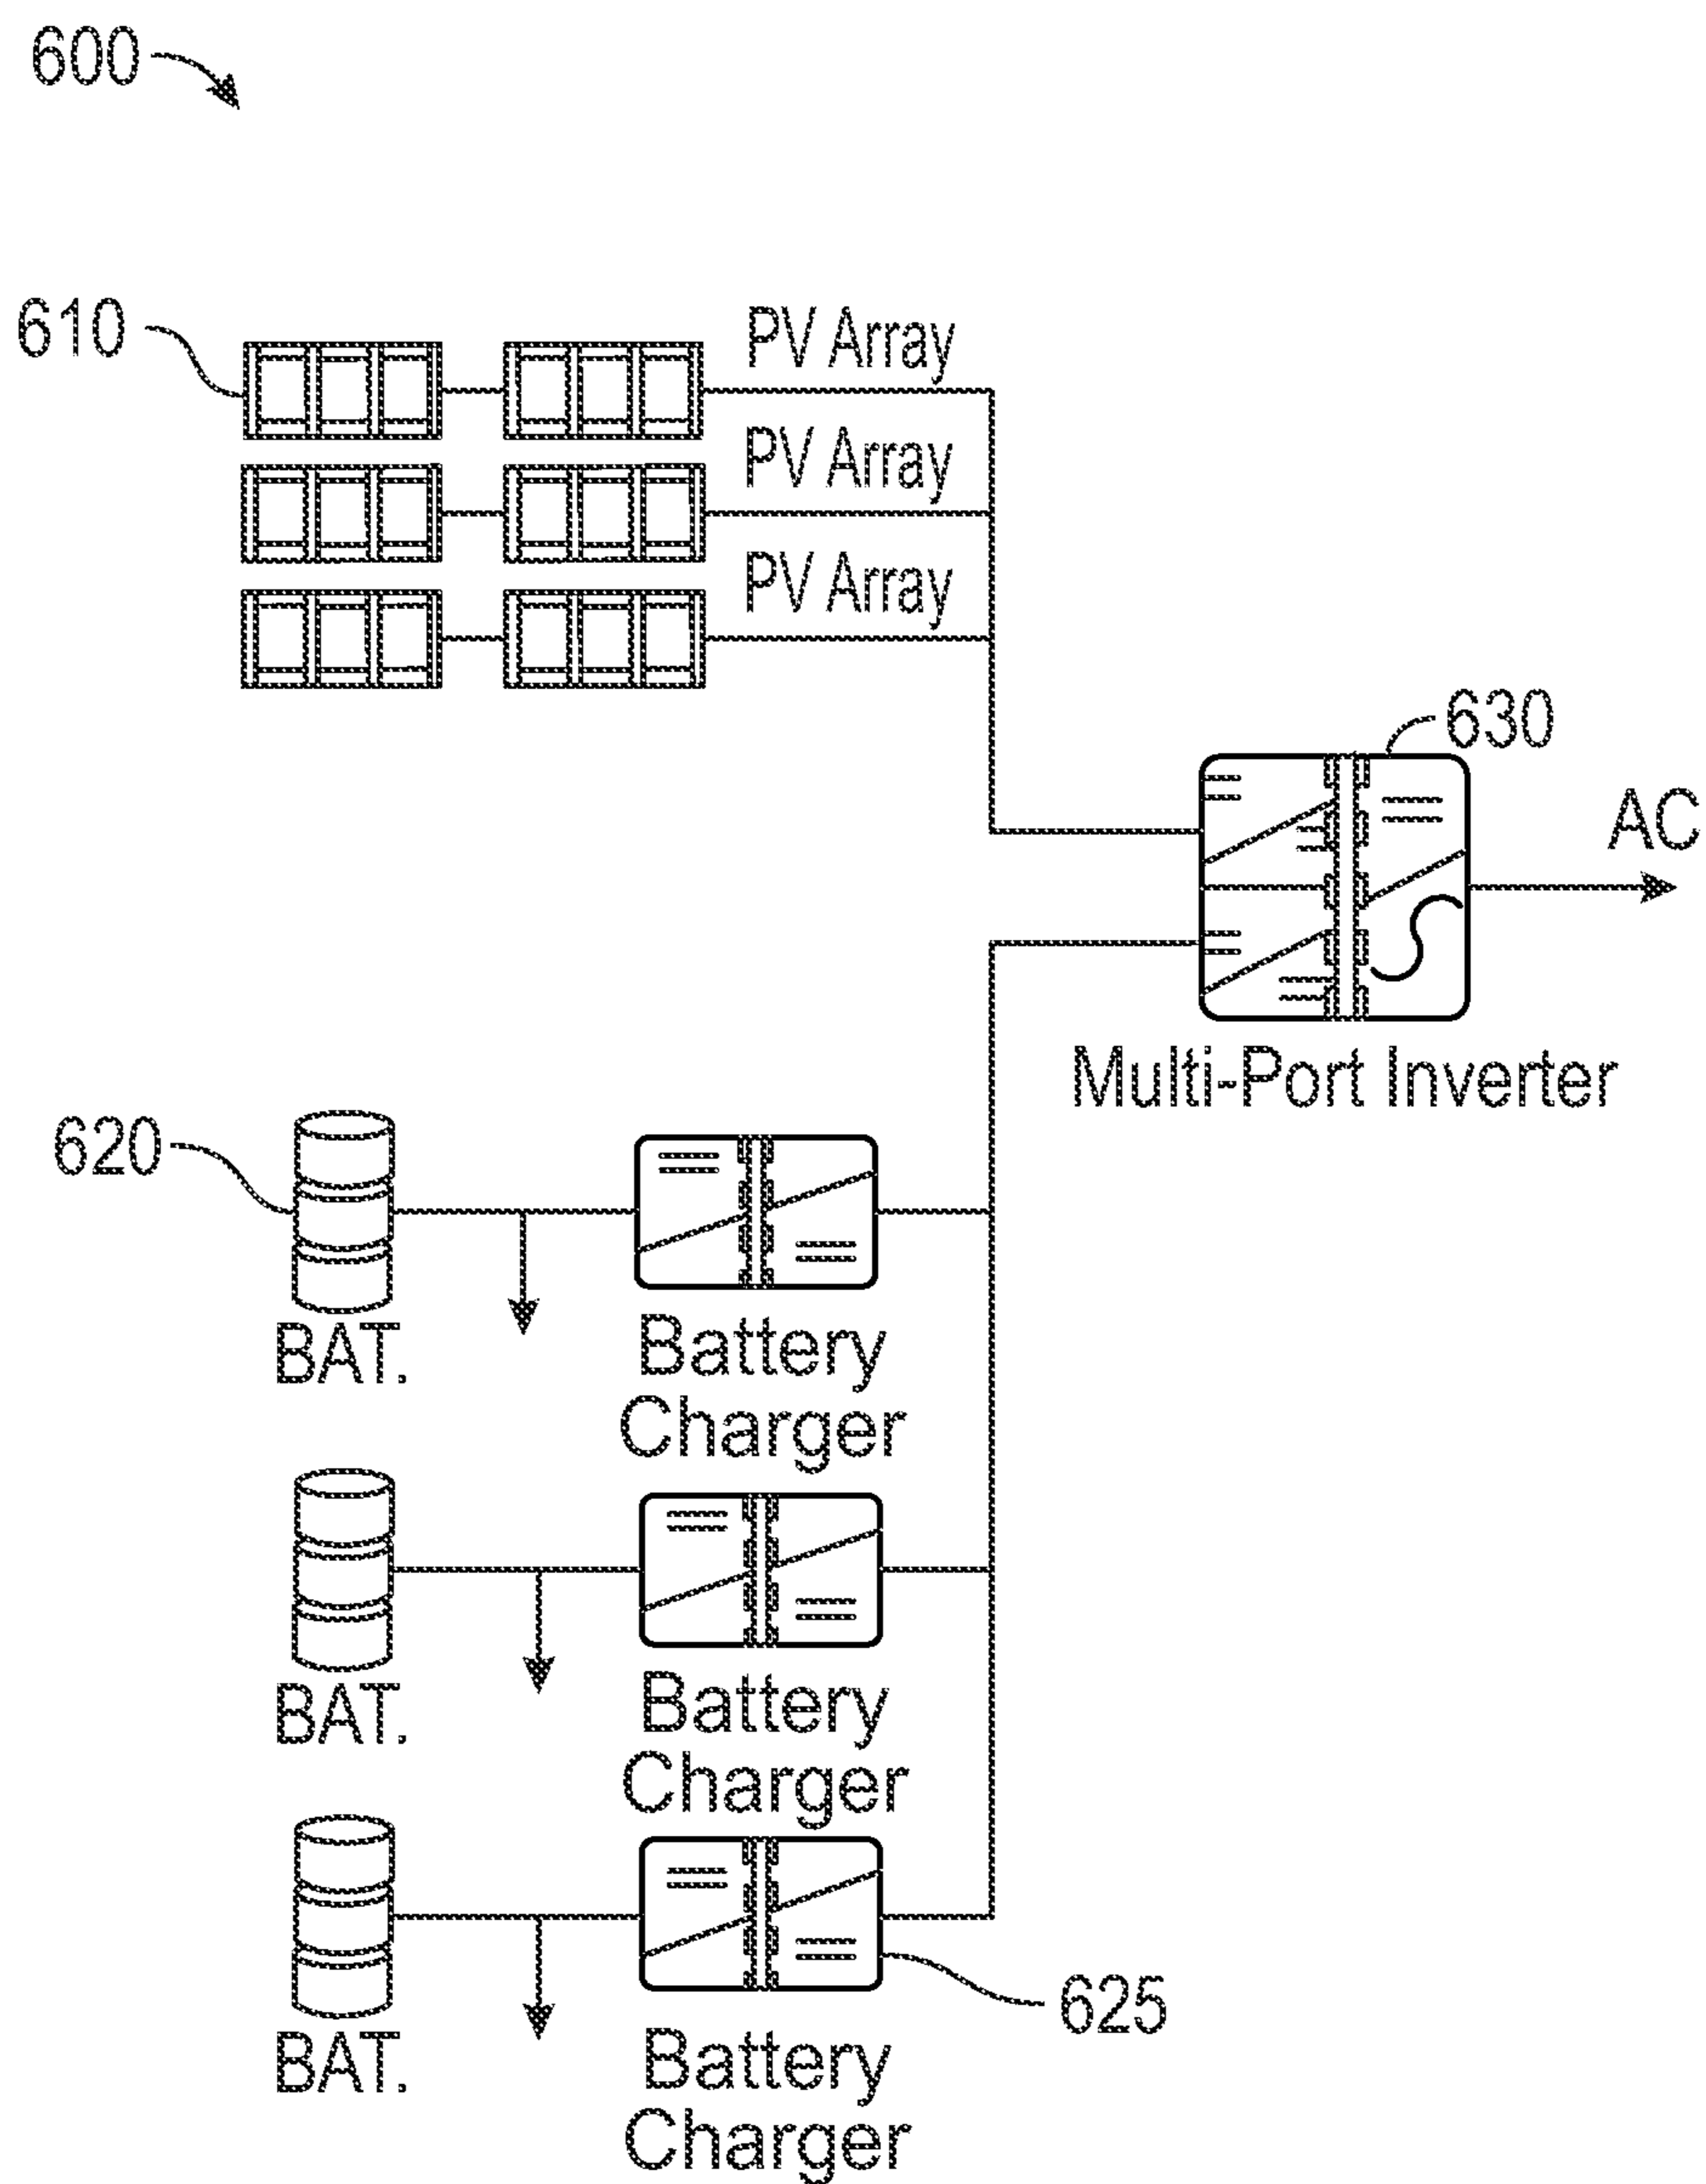 600
610
PV Array
PV Array
PV Array
630
AC
Multi-Port Inverter
620
BAT.
Battery
Charger
BAT.
Battery
Charger
625
BAT.
Battery
Charger